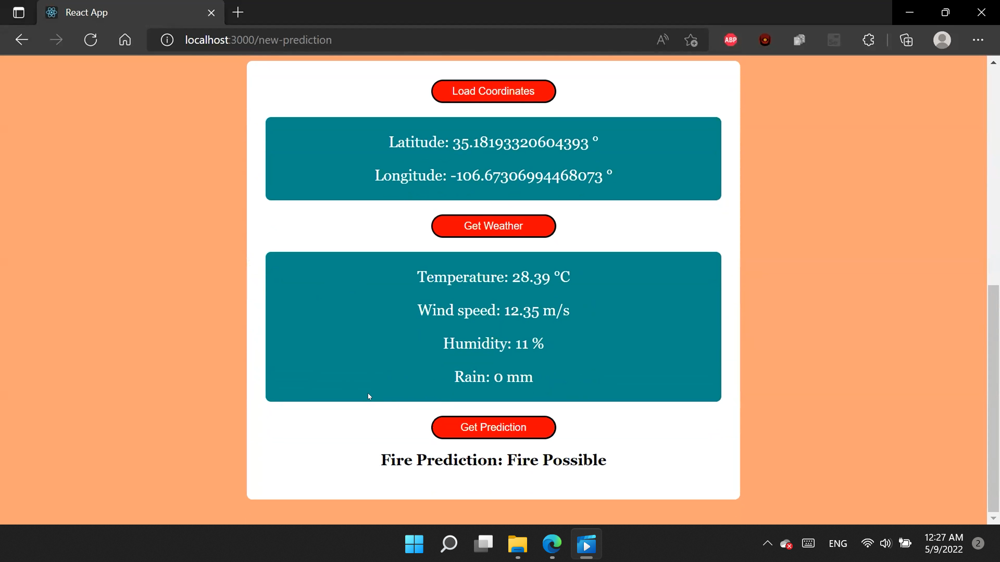 React App
localhost:3000/new-prediction
ABP
Load Coordinates
Latitude: 35.18193320604393 °
Longitude: -106.67306994468073 °
Get Weather
Temperature: 28.39 °C
Wind speed: 12.35 m/s
Humidity: 11 %
Rain: 0 mm
Get Prediction
Fire Prediction: Fire Possible
ENG
12:27 AM
5/9/2022
2